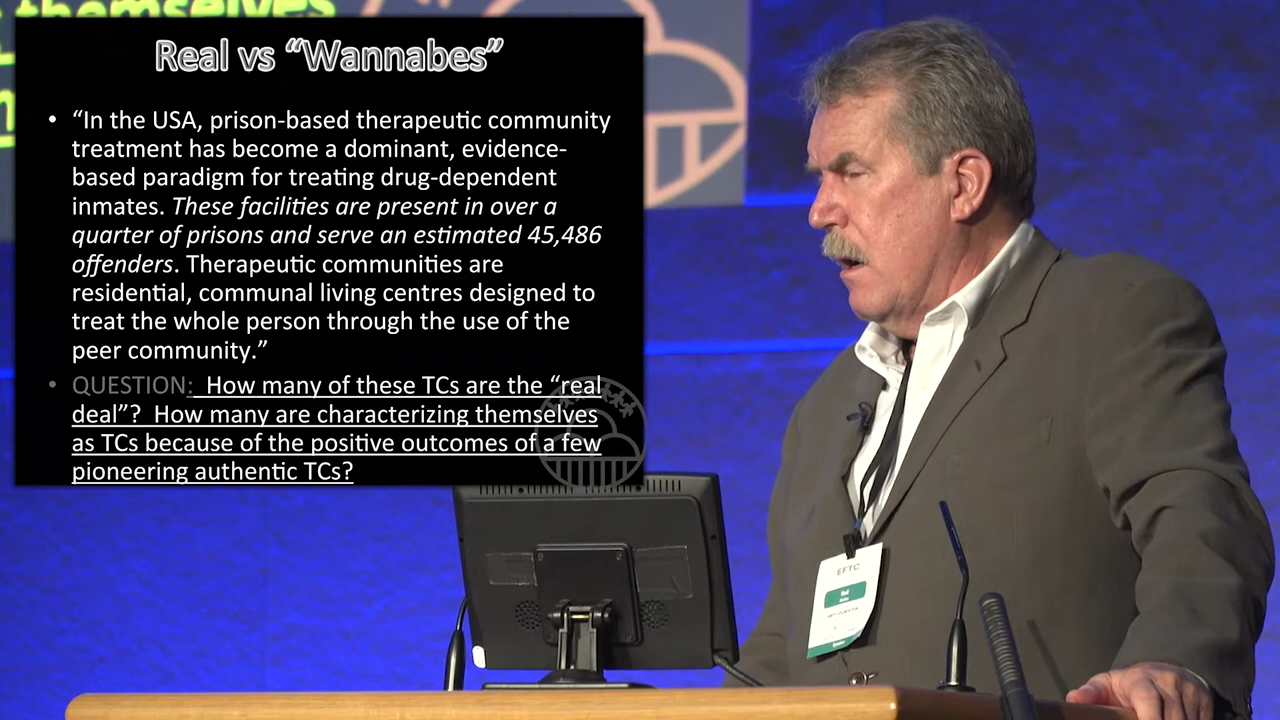 themselves
Real vs “Wannabes”
• “In the USA, prison-based therapeutic community
treatment has become a dominant, evidence-
based paradigm for treating drug-dependent
inmates. These facilities are present in over a
quarter of prisons and serve an estimated 45,486
offenders. Therapeutic communities are
residential, communal living centres designed to
treat the whole person through the use of the
peer community.”
• QUESTION: How many of these TCs are the “real
deal”? How many are characterizing themselves
as TCs because of the positive outcomes of a few
pioneering authentic TCs?
EFTC
Rod